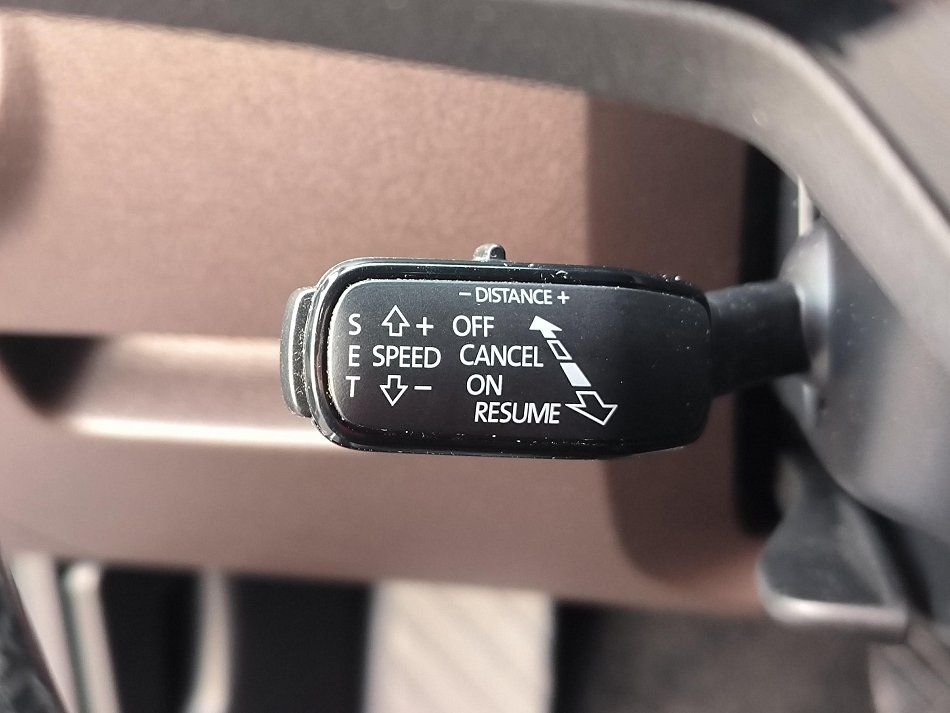 – DISTANCE +
S + OFF
E SPEED CANCEL
T – ON
RESUME